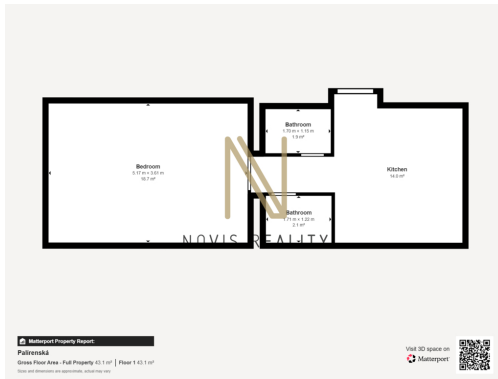 Bathroom
1.70 m × 1.15 m
1.9 m²
Bedroom
5.17 m × 3.61 m
18.7 m²
Kitchen
14.0 m²
Bathroom
1.71 m × 1.22 m
2.1 m²
NOVIS REALITY
Matterport Property Report:
Palírenská
Gross Floor Area - Full Property 43.1 m² | Floor 1 43.1 m²
Sizes and dimensions are approximate, actual may vary.
Visit 3D space on
Matterport